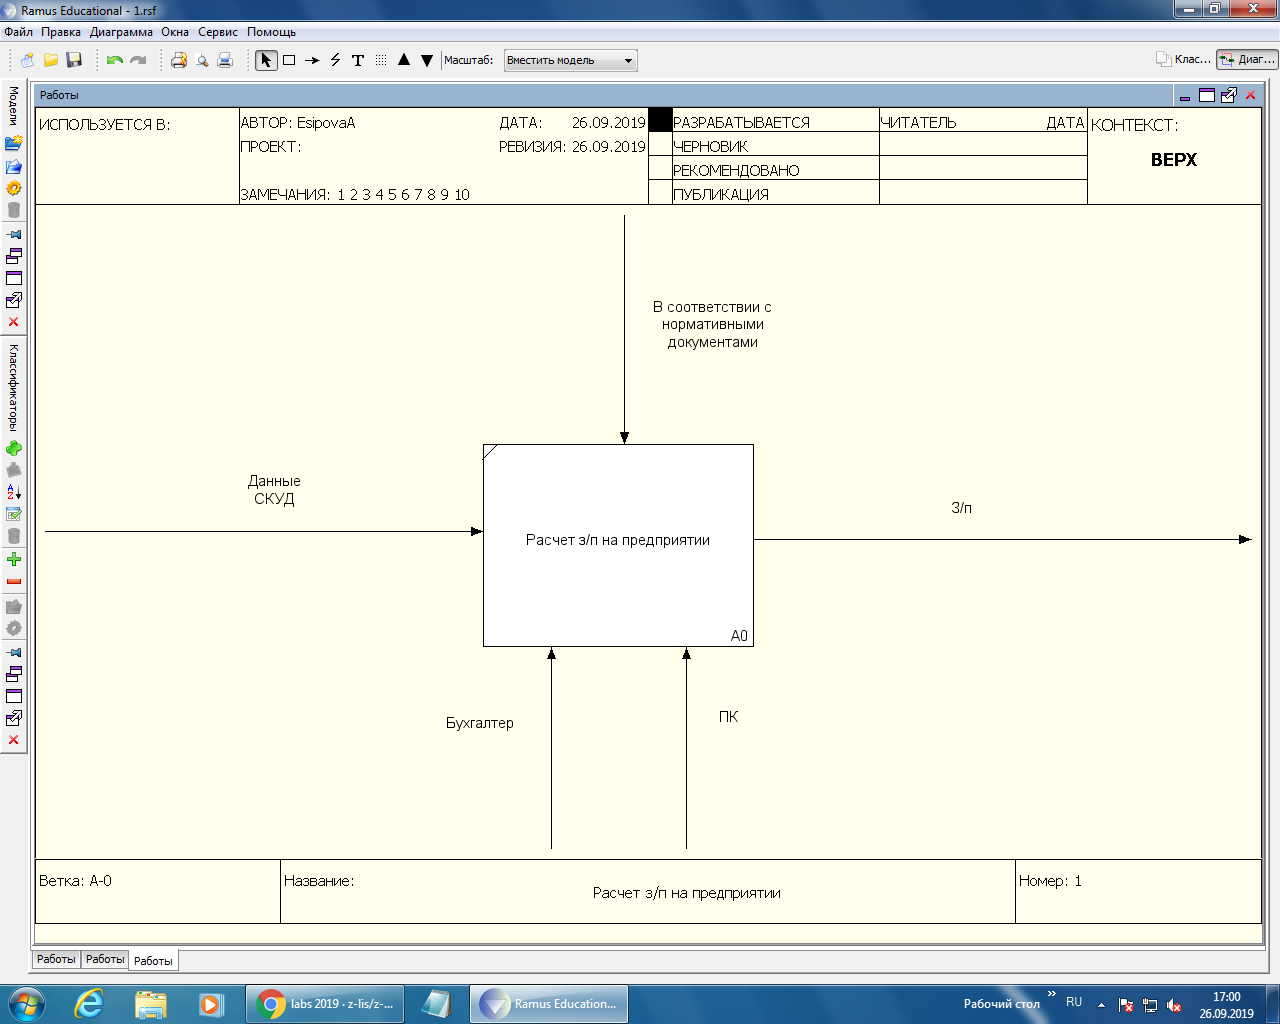 Ramus Educational - 1.rsf
Файл Правка Диаграмма Окна Сервис Помощь
Масштаб: Вместить модель Клас... Диаг...
Модели
Классификаторы
Работы
ИСПОЛЬЗУЕТСЯ В:
АВТОР: EsipovaA ДАТА: 26.09.2019
ПРОЕКТ: РЕВИЗИЯ: 26.09.2019
ЗАМЕЧАНИЯ: 1 2 3 4 5 6 7 8 9 10
РАЗРАБАТЫВАЕТСЯ
ЧЕРНОВИК
РЕКОМЕНДОВАНО
ПУБЛИКАЦИЯ
ЧИТАТЕЛЬ ДАТА
КОНТЕКСТ:
ВЕРХ
В соответствии с
нормативными
документами
Данные
СКУД
З/п
Расчет з/п на предприятии
A0
Бухгалтер
ПК
Ветка: A-0
Название:
Расчет з/п на предприятии
Номер: 1
Работы Работы Работы
labs 2019 · z-lis/z-...
Ramus Education...
Рабочий стол
RU
17:00
26.09.2019